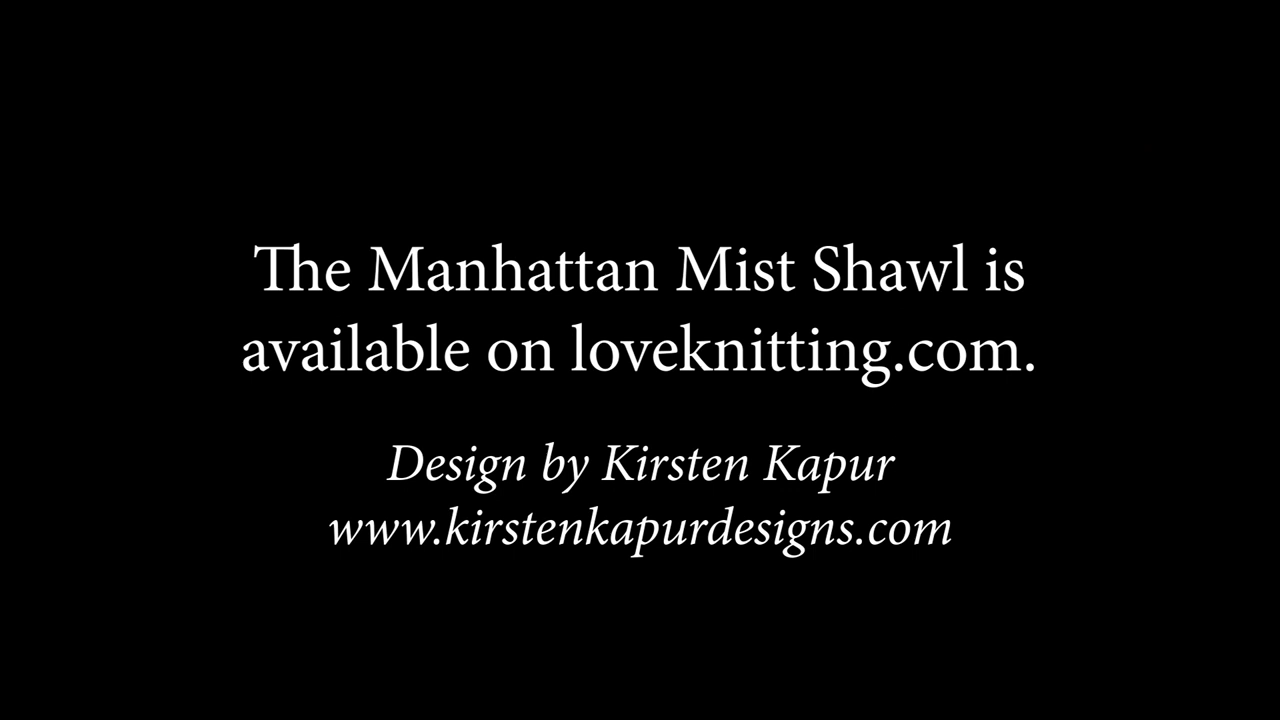 The Manhattan Mist Shawl is
available on loveknitting.com.
Design by Kirsten Kapur
www.kirstenkapurdesigns.com